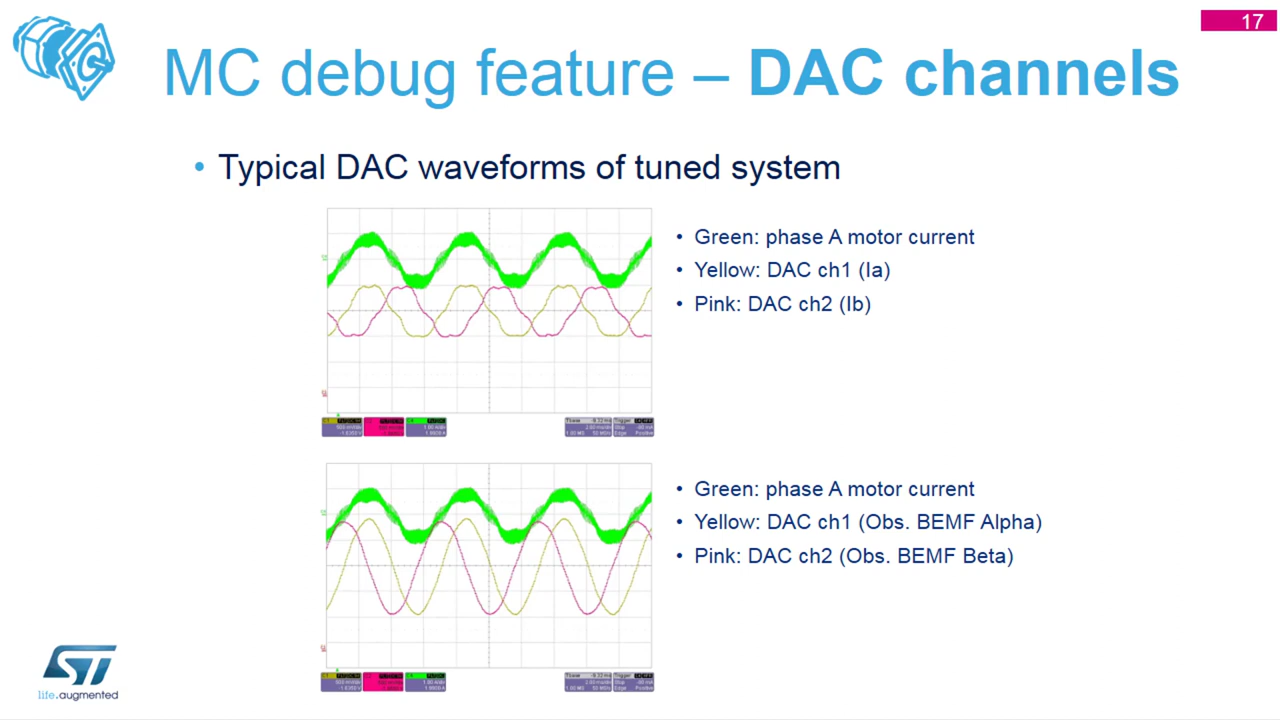 17
MC debug feature – DAC channels
• Typical DAC waveforms of tuned system
• Green: phase A motor current
• Yellow: DAC ch1 (Ia)
• Pink: DAC ch2 (Ib)
• Green: phase A motor current
• Yellow: DAC ch1 (Obs. BEMF Alpha)
• Pink: DAC ch2 (Obs. BEMF Beta)
ST
life.augmented